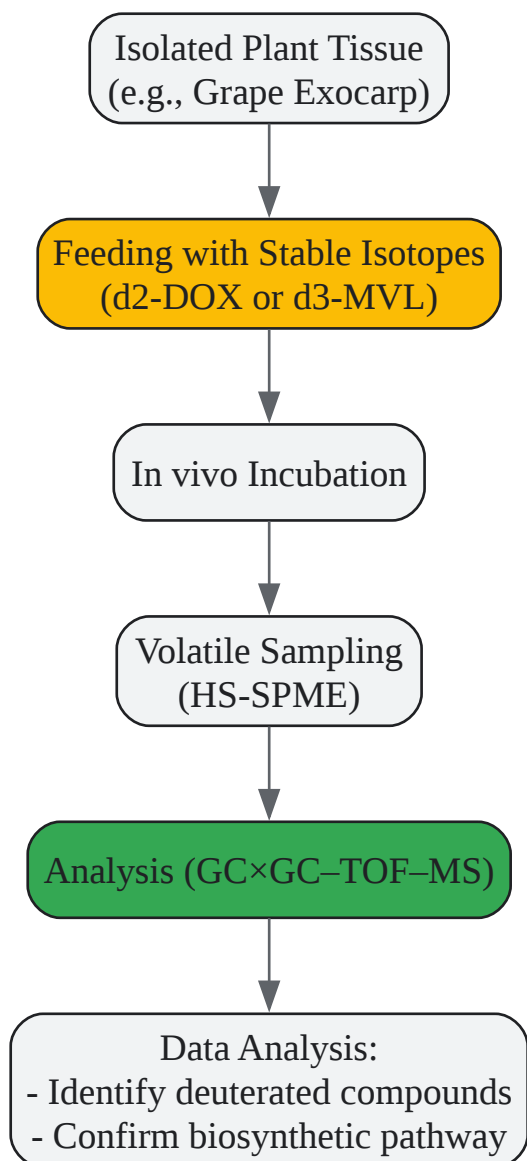 Isolated Plant Tissue
(e.g., Grape Exocarp)
Feeding with Stable Isotopes
(d2-DOX or d3-MVL)
In vivo Incubation
Volatile Sampling
(HS-SPME)
Analysis (GC×GC–TOF–MS)
Data Analysis:
- Identify deuterated compounds
- Confirm biosynthetic pathway